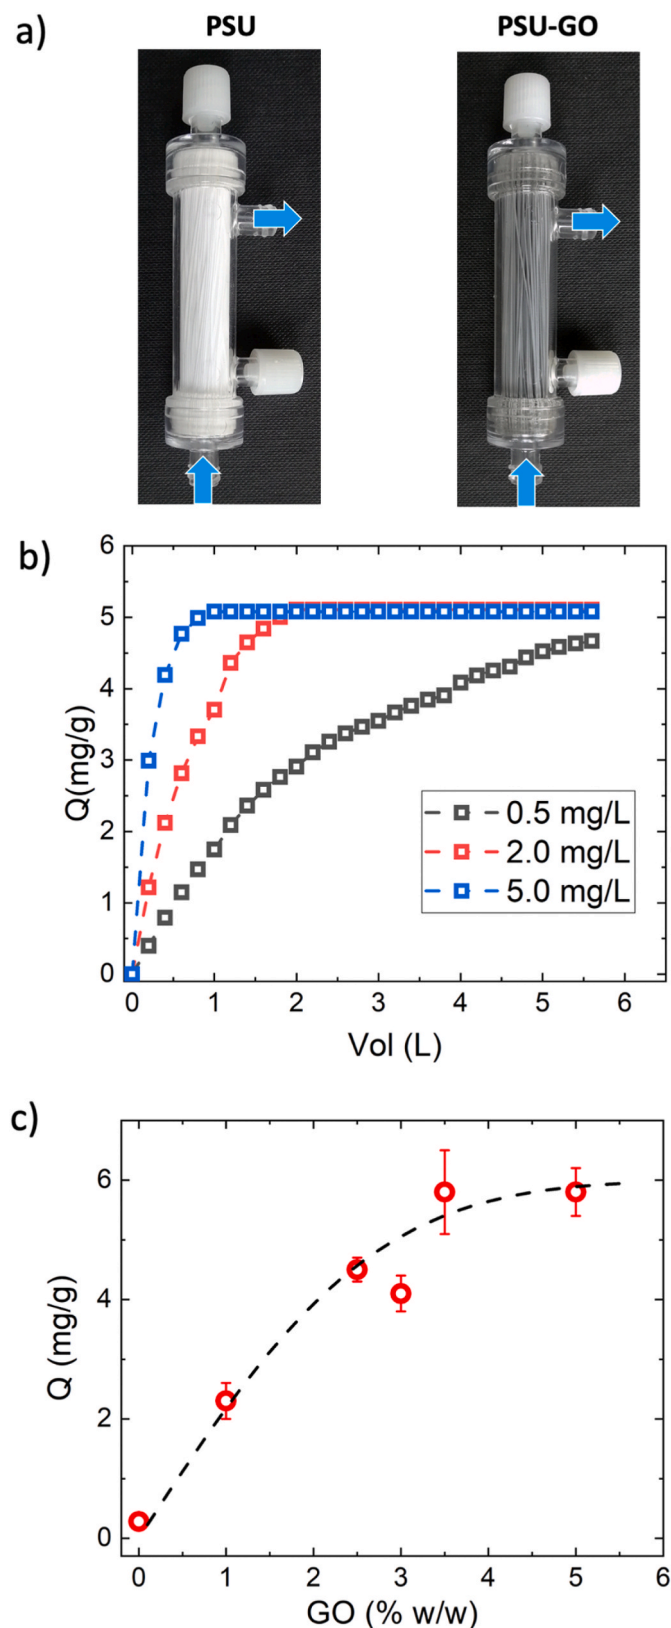 a)
PSU
PSU-GO
b)
6
5
4
3
2
1
0
Q(mg/g)
0.5 mg/L
2.0 mg/L
5.0 mg/L
0 1 2 3 4 5 6
Vol (L)
c)
6
4
2
0
Q (mg/g)
0 1 2 3 4 5 6
GO (% w/w)